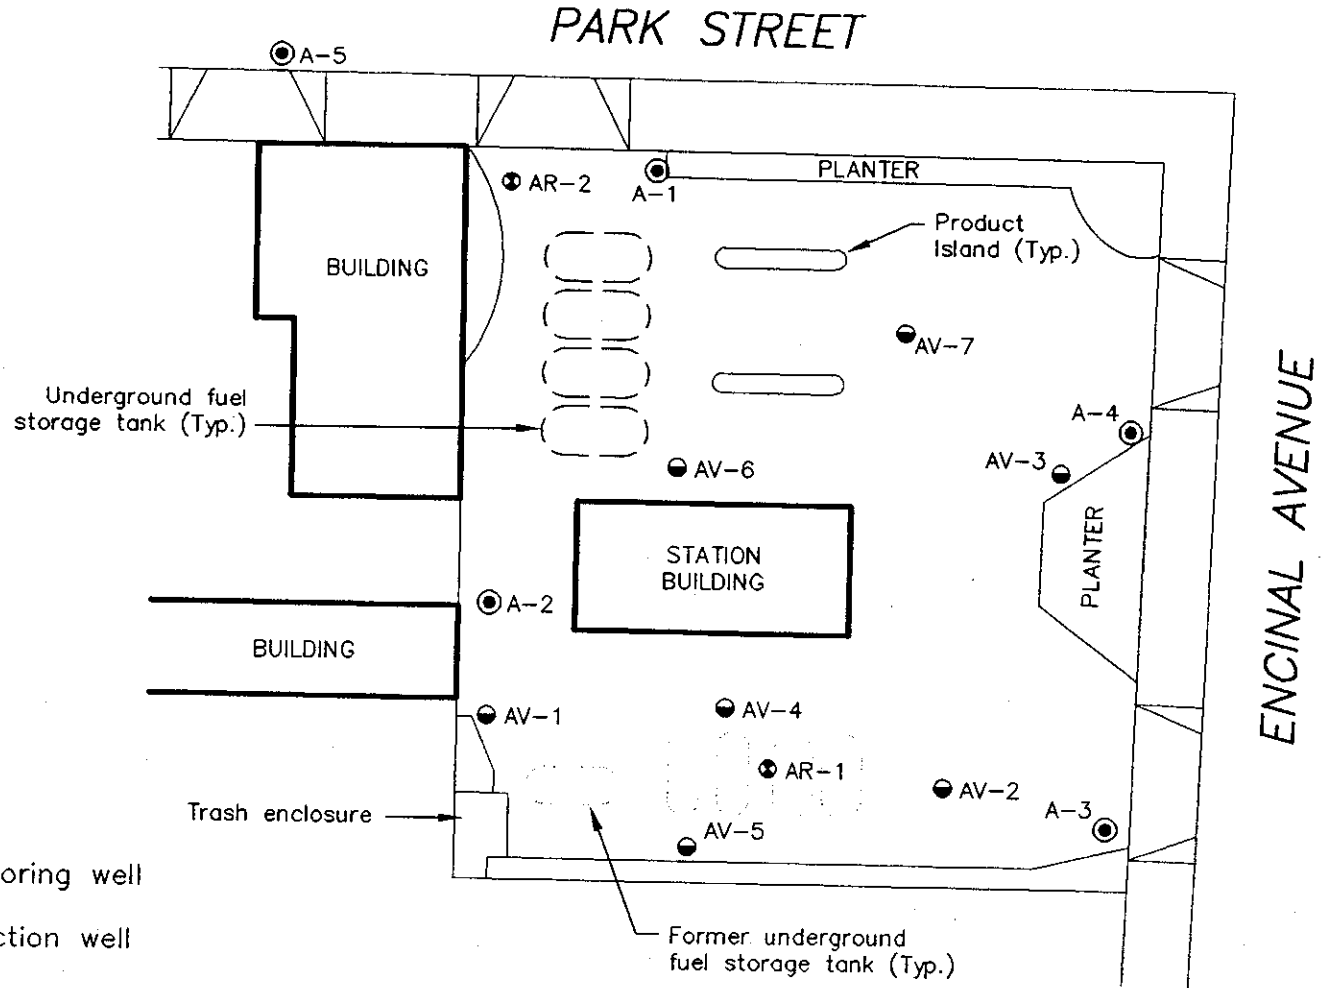 PARK STREET
A-5
PLANTER
AR-2
A-1
Product
Island (Typ.)
BUILDING
AV-7
ENCINAL AVENUE
Underground fuel
storage tank (Typ.)
A-4
AV-3
AV-6
PLANTER
STATION
BUILDING
A-2
BUILDING
AV-1
AV-4
AR-1
AV-2
Trash enclosure
A-3
AV-5
oring well
ction well
Former underground
fuel storage tank (Typ.)